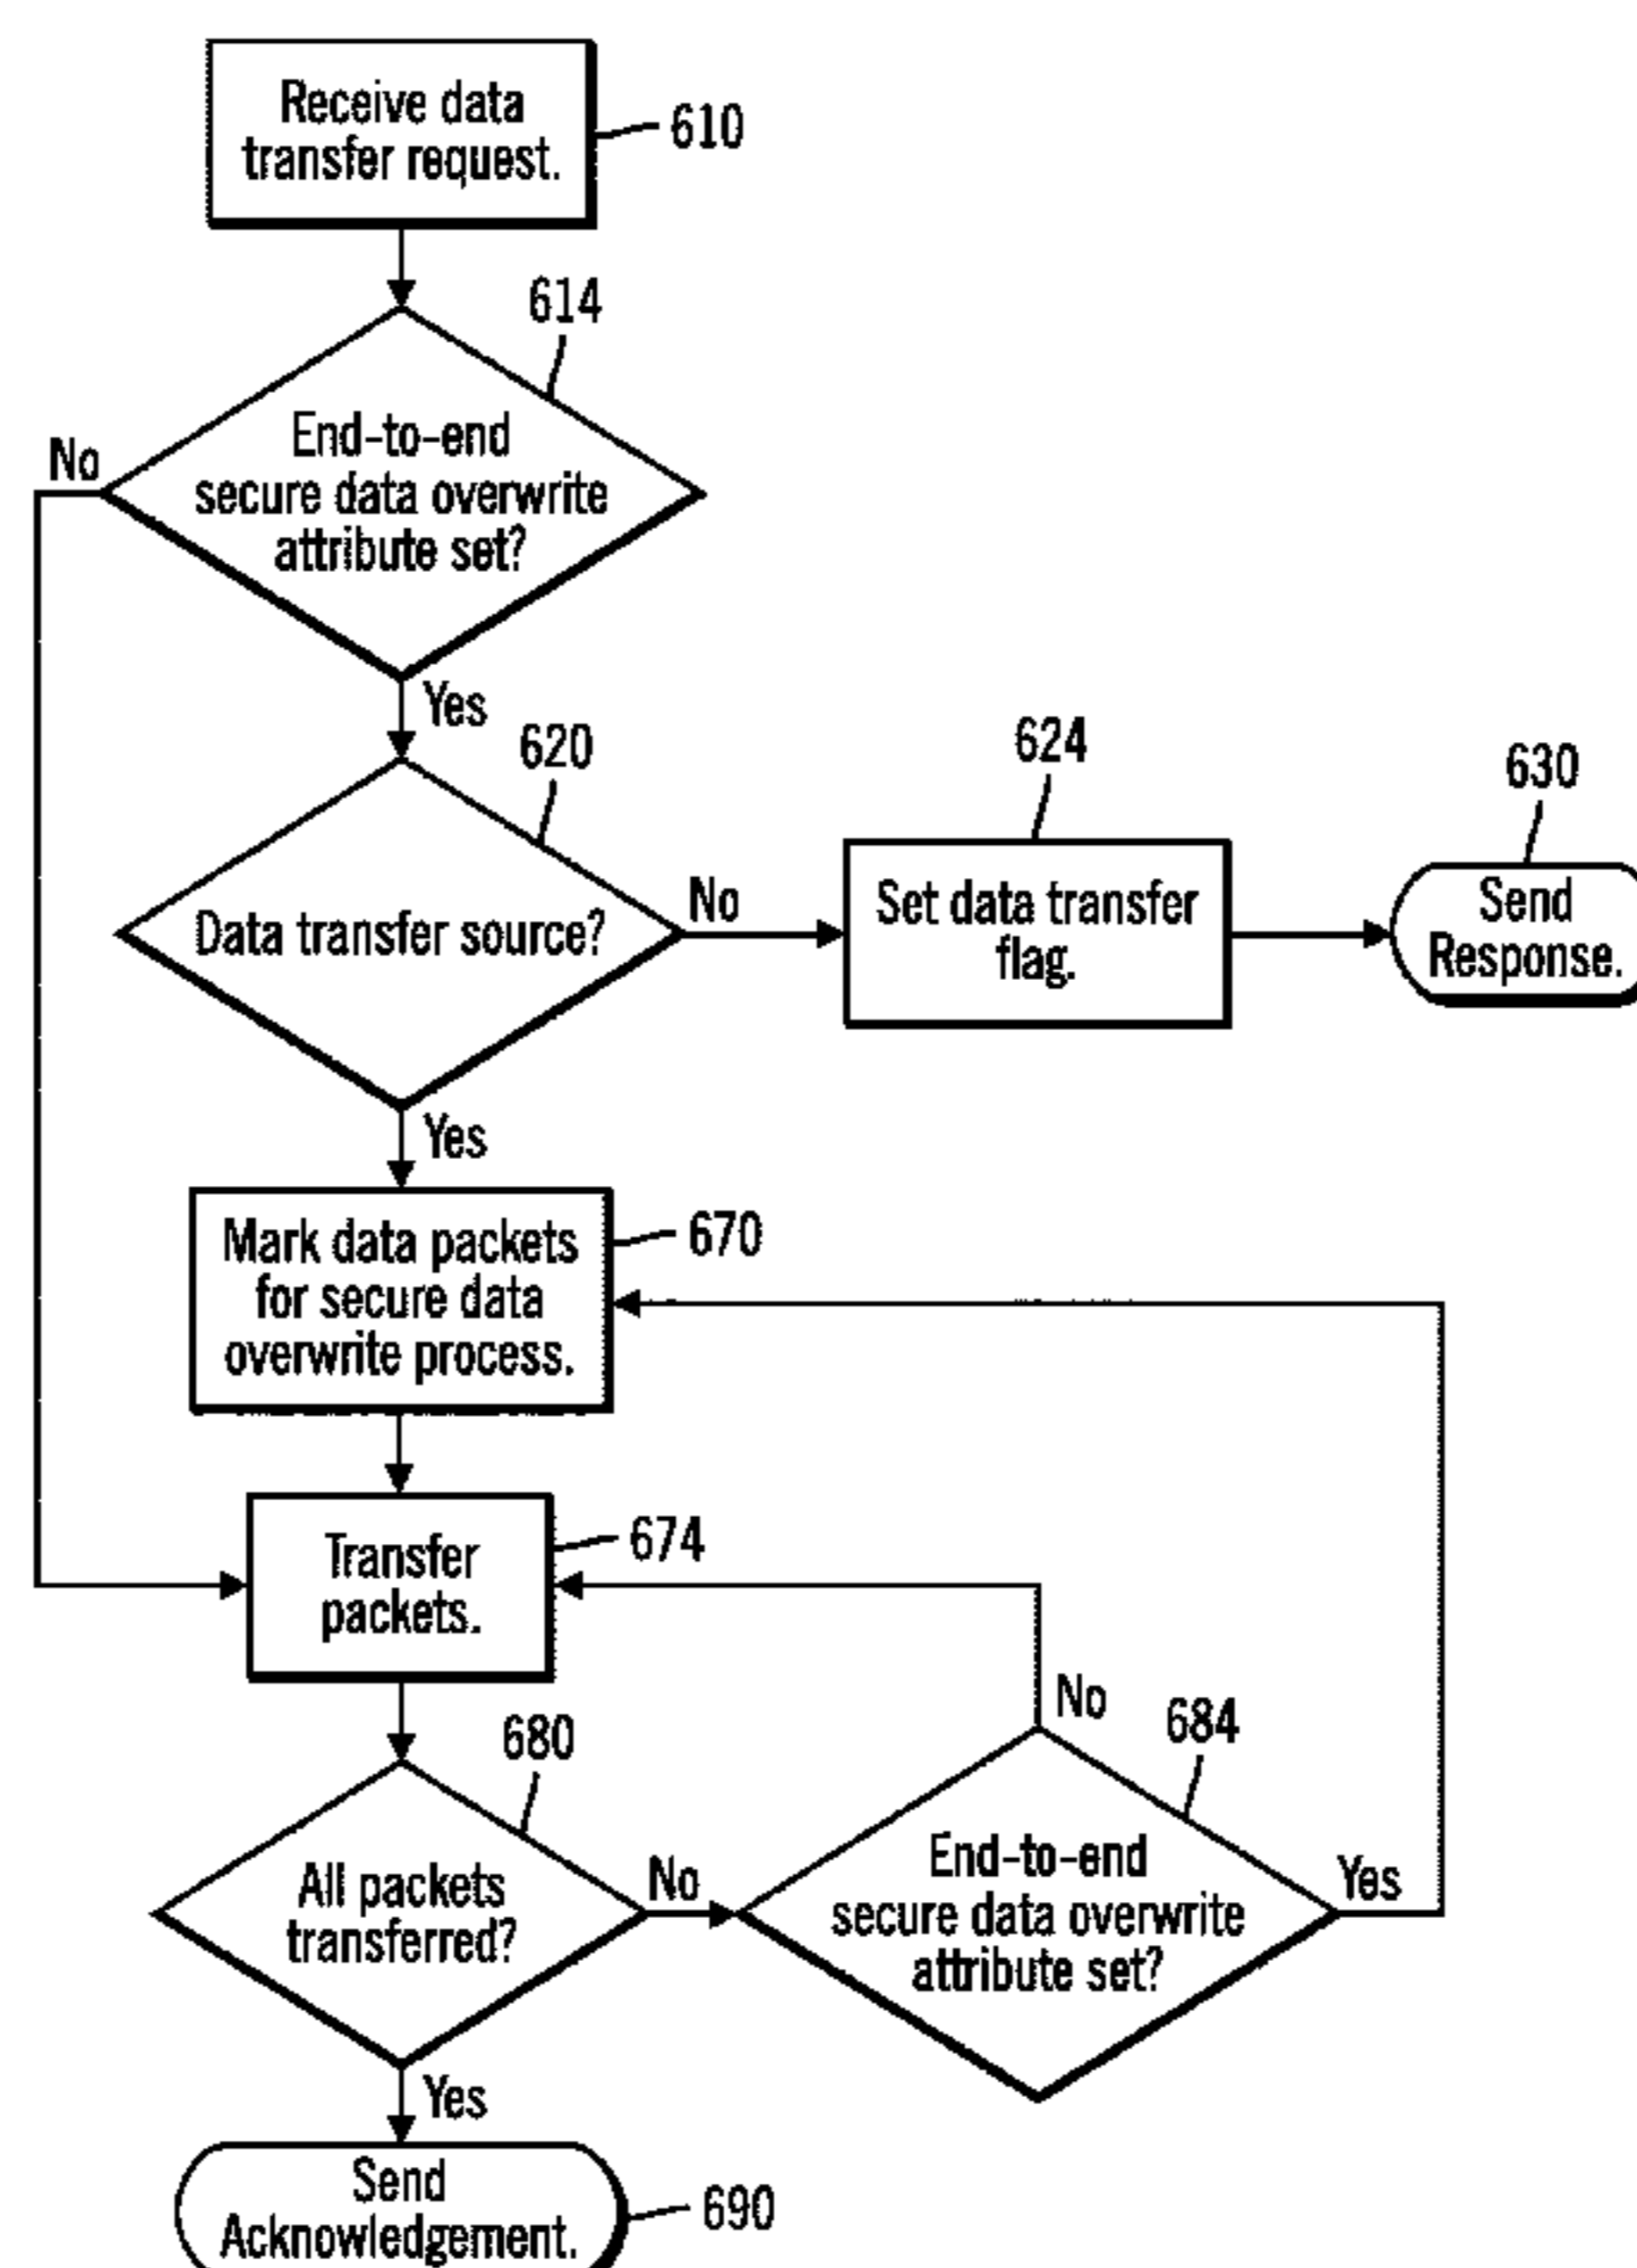 Receive data
transfer request.
610
614
End-to-end
secure data overwrite
attribute set?
No
Yes
620
Data transfer source?
No
624
Set data transfer
flag.
630
Send
Response.
Yes
Mark data packets
for secure data
overwrite process.
670
Transfer
packets.
674
680
All packets
transferred?
No
684
End-to-end
secure data overwrite
attribute set?
No
Yes
Yes
Send
Acknowledgement.
690